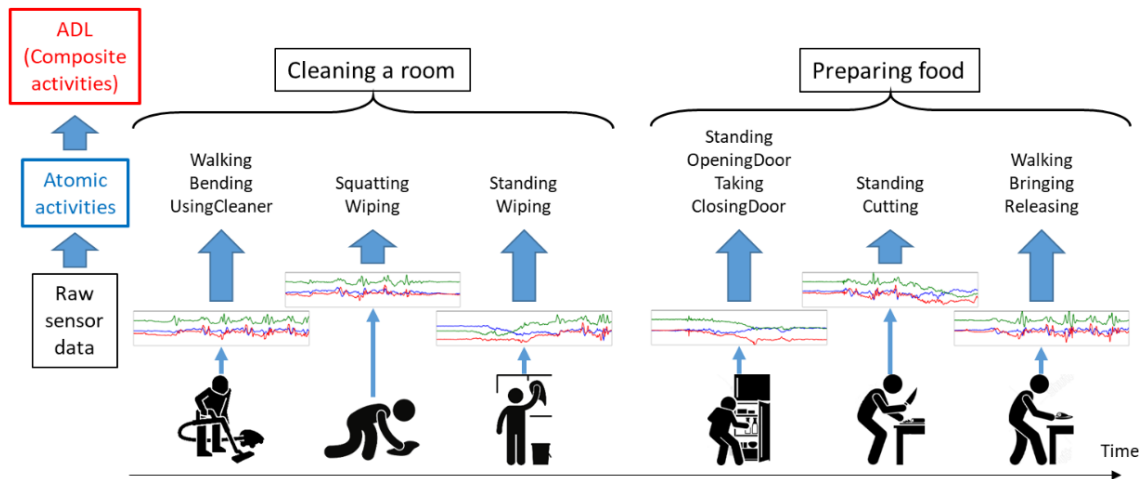 ADL
(Composite
activities)
Cleaning a room
Preparing food
Atomic
activities
Walking
Bending
UsingCleaner
Squatting
Wiping
Standing
Wiping
Standing
OpeningDoor
Taking
ClosingDoor
Standing
Cutting
Walking
Bringing
Releasing
Raw
sensor
data
Time